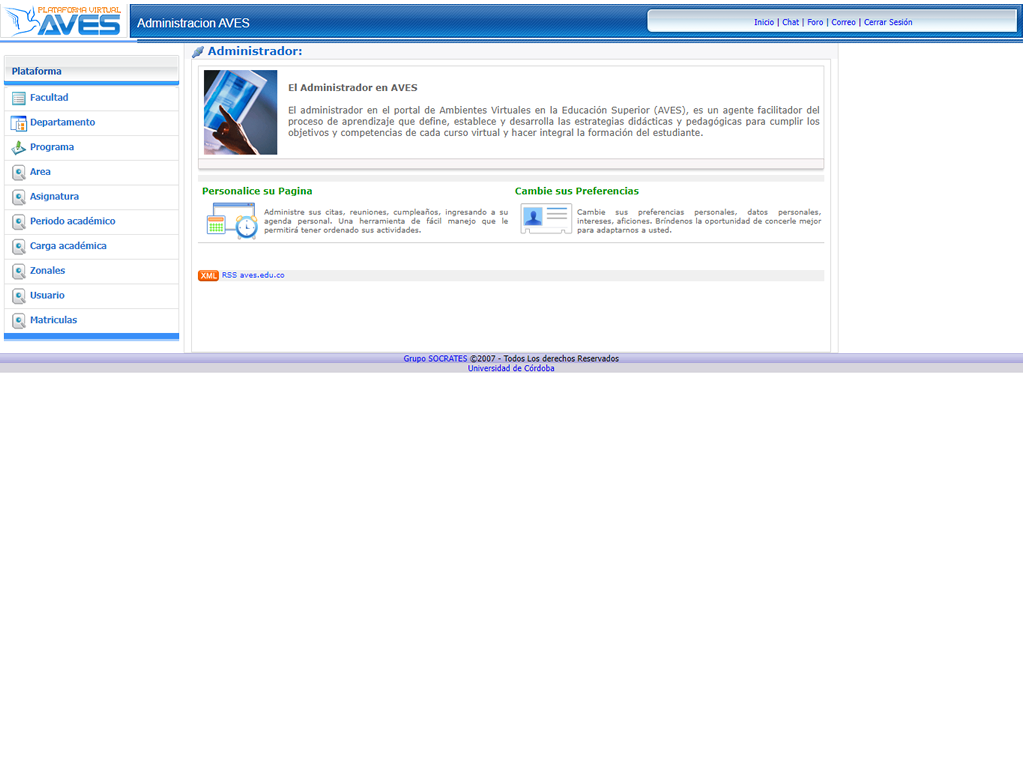 PLATAFORMA VIRTUAL
AVES
Administracion AVES
Inicio | Chat | Foro | Correo | Cerrar Sesión
Plataforma
Facultad
Departamento
Programa
Area
Asignatura
Periodo académico
Carga académica
Zonales
Usuario
Matriculas
Administrador:
El Administrador en AVES
El administrador en el portal de Ambientes Virtuales en la Educación Superior (AVES), es un agente facilitador del
proceso de aprendizaje que define, establece y desarrolla las estrategias didácticas y pedagógicas para cumplir los
objetivos y competencias de cada curso virtual y hacer integral la formación del estudiante.
Personalice su Pagina
Administre sus citas, reuniones, cumpleaños, ingresando a su
agenda personal. Una herramienta de fácil manejo que le
permitirá tener ordenado sus actividades.
Cambie sus Preferencias
Cambie sus preferencias personales, datos personales,
intereses, aficiones. Bríndenos la oportunidad de concerle mejor
para adaptarnos a usted.
XML RSS aves.edu.co
Grupo SOCRATES ©2007 - Todos Los derechos Reservados
Universidad de Córdoba